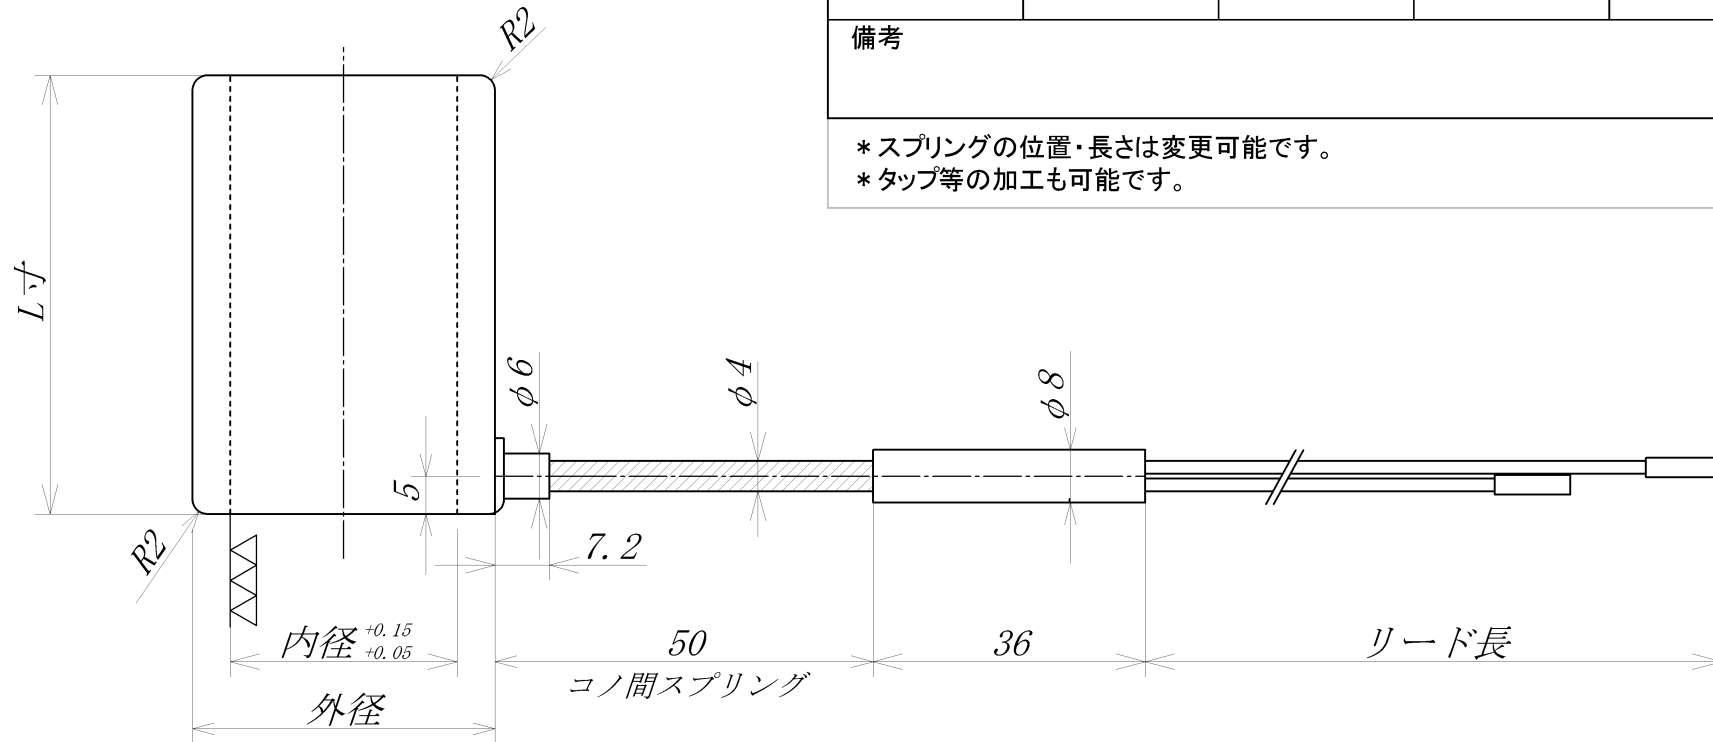 備考
＊スプリングの位置・長さは変更可能です。
＊タップ等の加工も可能です。
R2
L寸
φ6
φ4
φ8
5
R2
7.2
内径 +0.15
+0.05
50
36
リード長
コノ間スプリング
外径